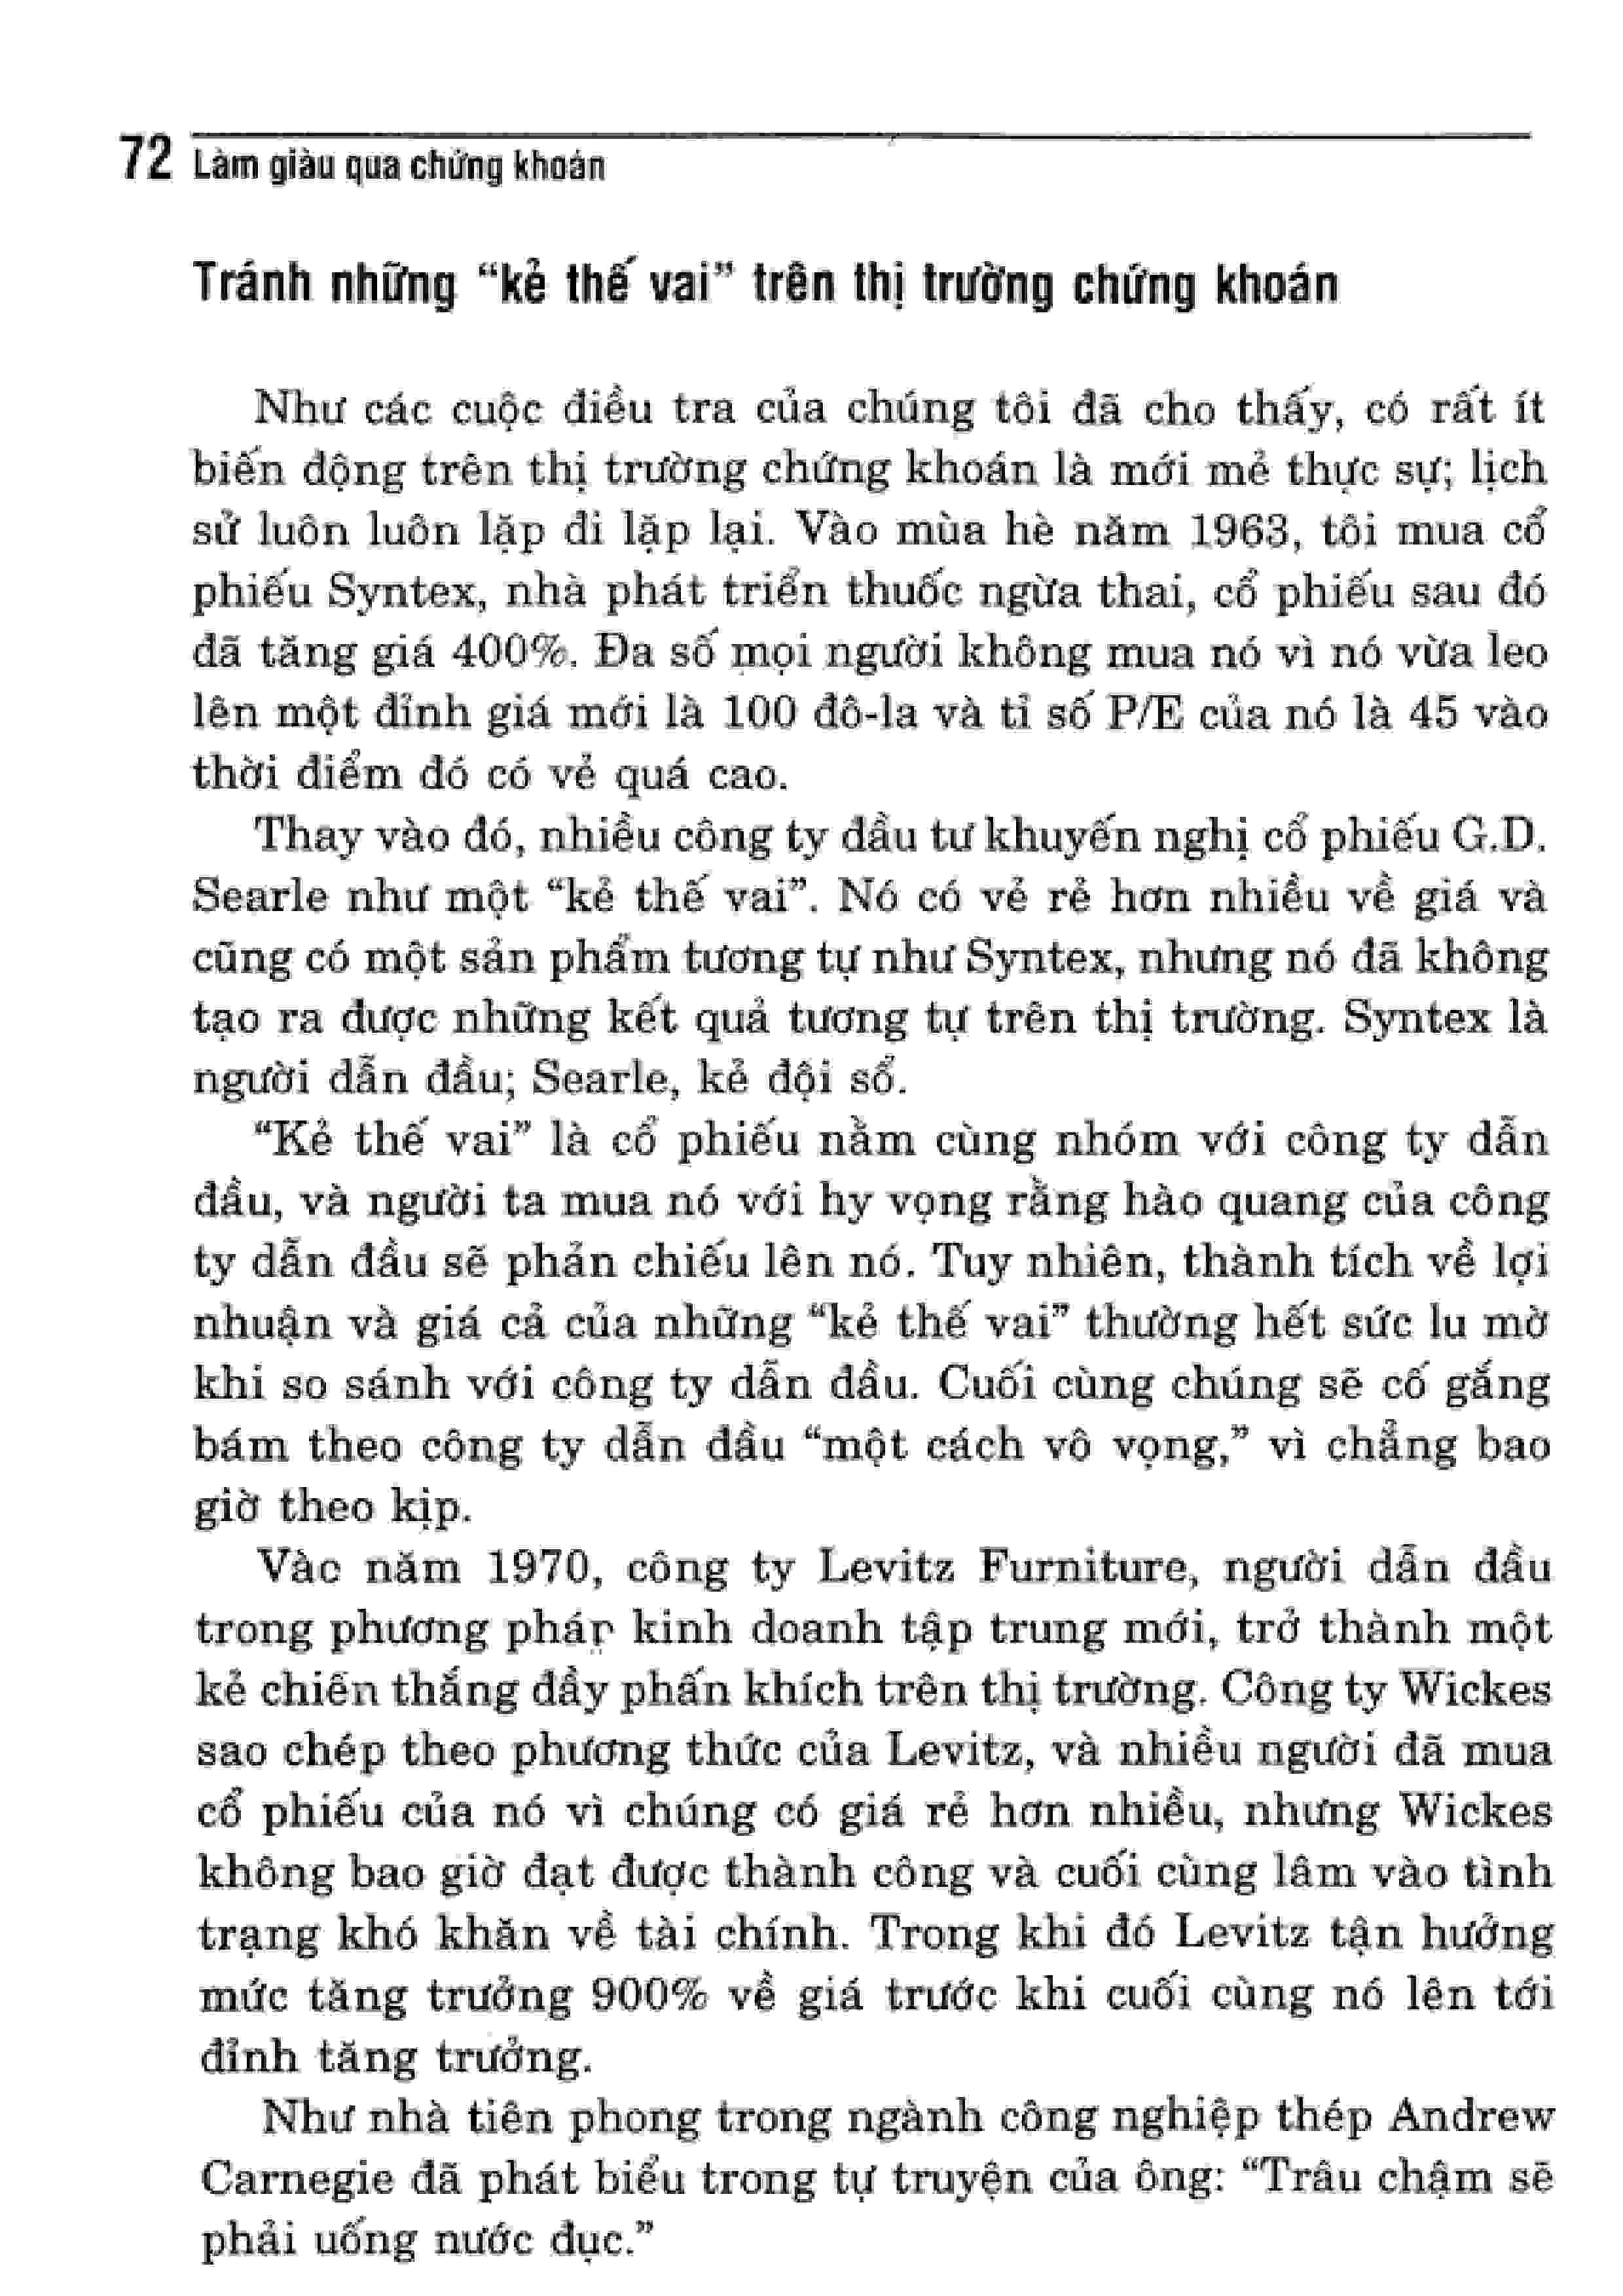 72 Làm giàu qua chứng khoán
Tránh những “kẻ thế vai” trên thị trường chứng khoán
Như các cuộc điều tra của chúng tôi đã cho thấy, có rất ít
biến động trên thị trường chứng khoán là mới mẻ thực sự; lịch
sử luôn luôn lặp đi lặp lại. Vào mùa hè năm 1963, tôi mua cổ
phiếu Syntex, nhà phát triển thuốc ngừa thai, cổ phiếu sau đó
đã tăng giá 400%. Đa số mọi người không mua nó vì nó vừa leo
lên một đỉnh giá mới là 100 đô-la và tỉ số P/E của nó là 45 vào
thời điểm đó có vẻ quá cao.
Thay vào đó, nhiều công ty đầu tư khuyến nghị cổ phiếu G.D.
Searle như một “kẻ thế vai”. Nó có vẻ rẻ hơn nhiều về giá và
cũng có một sản phẩm tương tự như Syntex, nhưng nó đã không
tạo ra được những kết quả tương tự trên thị trường. Syntex là
người dẫn đầu; Searle, kẻ đội sổ.
“Kẻ thế vai” là cổ phiếu nằm cùng nhóm với công ty dẫn
đầu, và người ta mua nó với hy vọng rằng hào quang của công
ty dẫn đầu sẽ phản chiếu lên nó. Tuy nhiên, thành tích về lợi
nhuận và giá cả của những “kẻ thế vai” thường hết sức lu mờ
khi so sánh với công ty dẫn đầu. Cuối cùng chúng sẽ cố gắng
bám theo công ty dẫn đầu “một cách vô vọng,” vì chẳng bao
giờ theo kịp.
Vào năm 1970, công ty Levitz Furniture, người dẫn đầu
trong phương pháp kinh doanh tập trung mới, trở thành một
kẻ chiến thắng đầy phấn khích trên thị trường. Công ty Wickes
sao chép theo phương thức của Levitz, và nhiều người đã mua
cổ phiếu của nó vì chúng có giá rẻ hơn nhiều, nhưng Wickes
không bao giờ đạt được thành công và cuối cùng lâm vào tình
trạng khó khăn về tài chính. Trong khi đó Levitz tận hưởng
mức tăng trưởng 900% về giá trước khi cuối cùng nó lên tới
đỉnh tăng trưởng.
Như nhà tiên phong trong ngành công nghiệp thép Andrew
Carnegie đã phát biểu trong tự truyện của ông: “Trâu chậm sẽ
phải uống nước đục.”